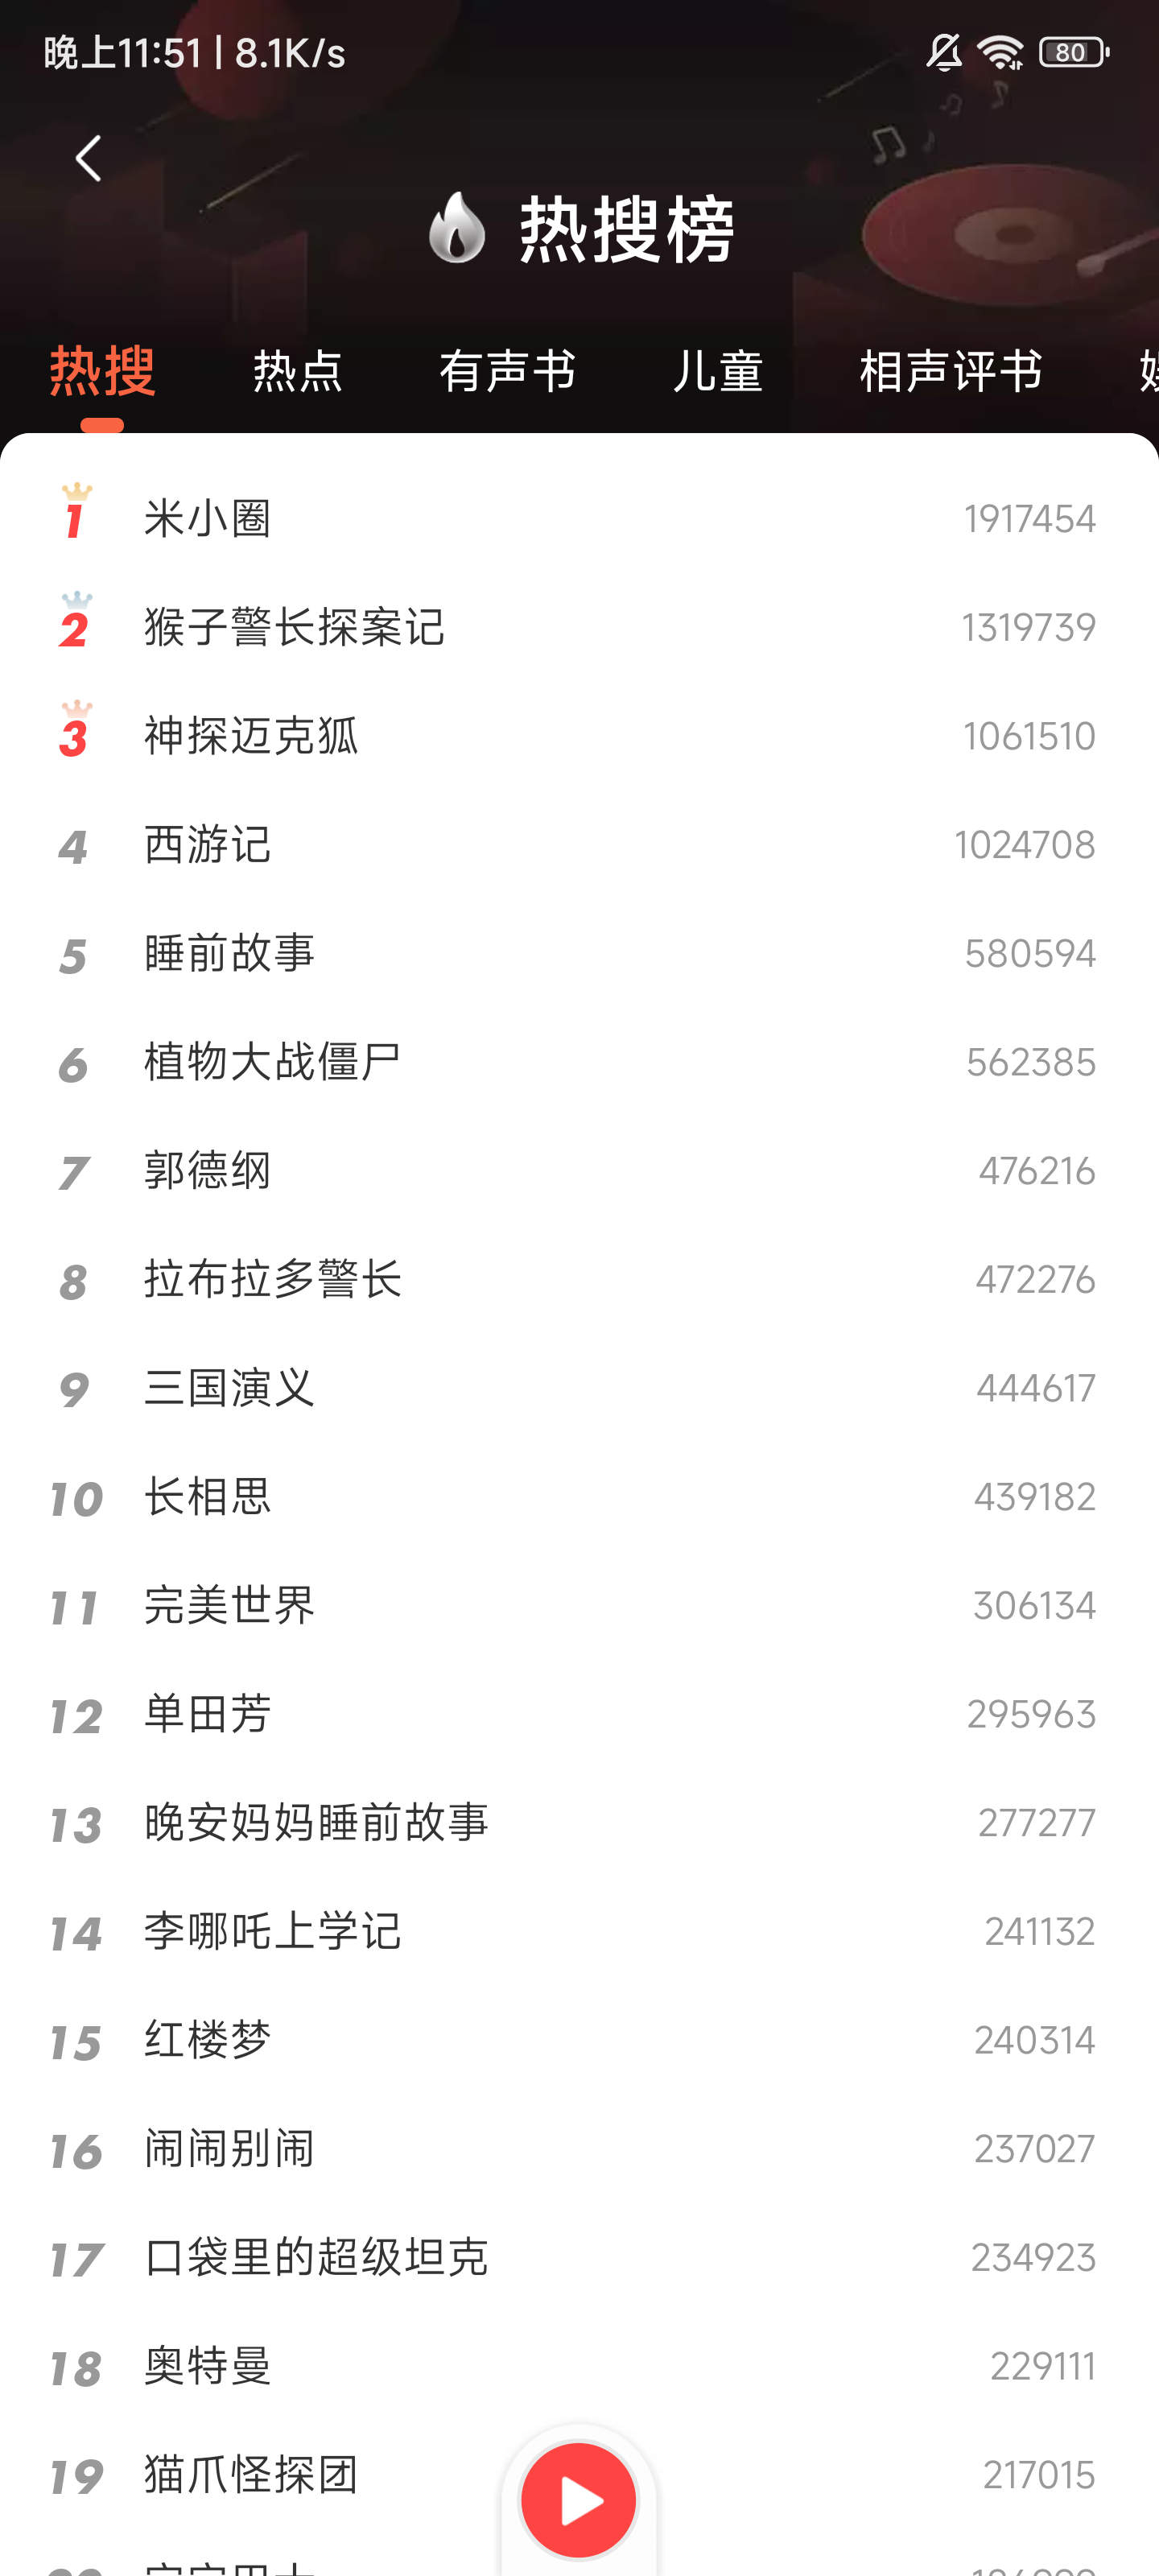 晚上11:51 | 8.1K/s 80
热搜榜
热搜 热点 有声书 儿童 相声评书
1 米小圈 1917454
2 猴子警长探案记 1319739
3 神探迈克狐 1061510
4 西游记 1024708
5 睡前故事 580594
6 植物大战僵尸 562385
7 郭德纲 476216
8 拉布拉多警长 472276
9 三国演义 444617
10 长相思 439182
11 完美世界 306134
12 单田芳 295963
13 晚安妈妈睡前故事 277277
14 李哪吒上学记 241132
15 红楼梦 240314
16 闹闹别闹 237027
17 口袋里的超级坦克 234923
18 奥特曼 229111
19 猫爪怪探团 217015